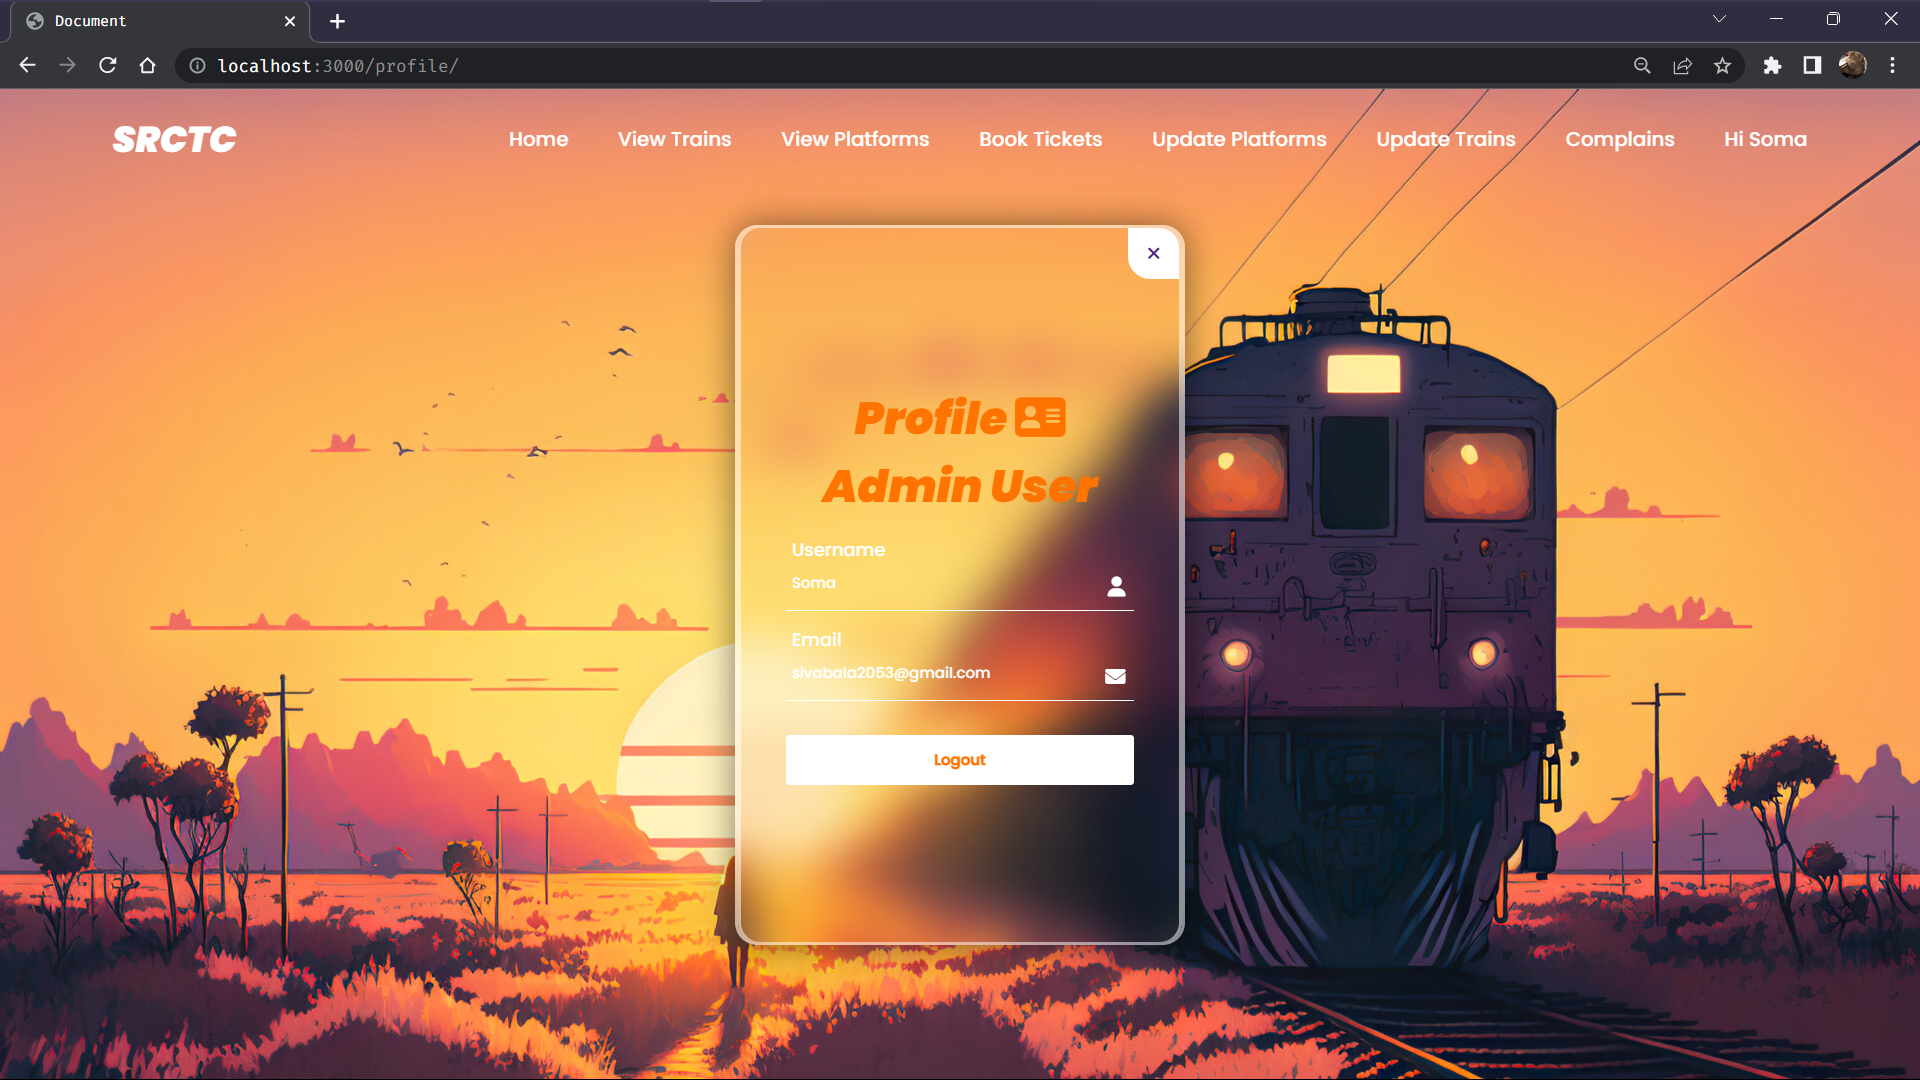 Document
localhost:3000/profile/
SRCTC
Home
View Trains
View Platforms
Book Tickets
Update Platforms
Update Trains
Complains
Hi Soma
Profile
Admin User
Username
Soma
Email
sivabala2053@gmail.com
Logout